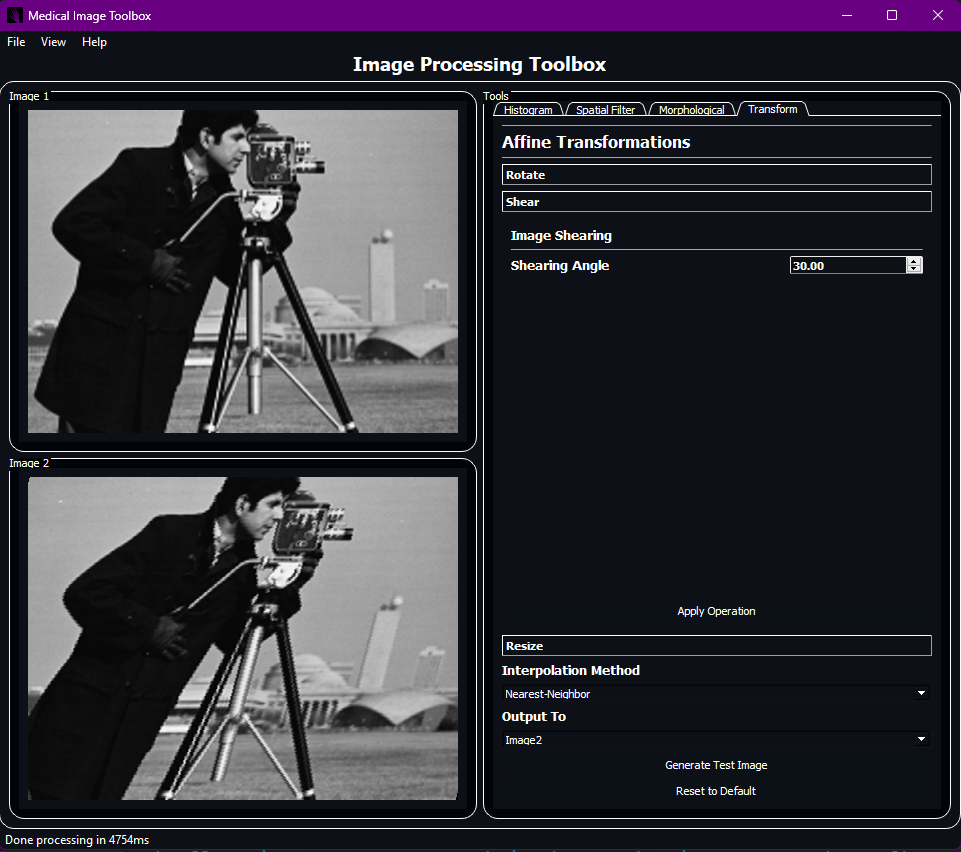 Medical Image Toolbox
File View Help
Image Processing Toolbox
Image 1
Image 2
Tools
Histogram Spatial Filter Morphological Transform
Affine Transformations
Rotate
Shear
Image Shearing
Shearing Angle 30.00
Apply Operation
Resize
Interpolation Method
Nearest-Neighbor
Output To
Image2
Generate Test Image
Reset to Default
Done processing in 4754ms